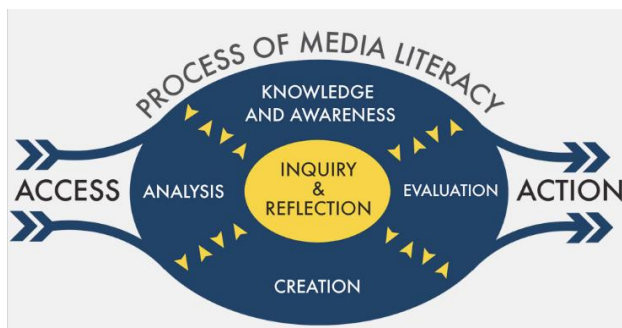 PROCESS OF MEDIA LITERACY
KNOWLEDGE
AND AWARENESS
ACCESS
ANALYSIS
INQUIRY
&
REFLECTION
EVALUATION
ACTION
CREATION